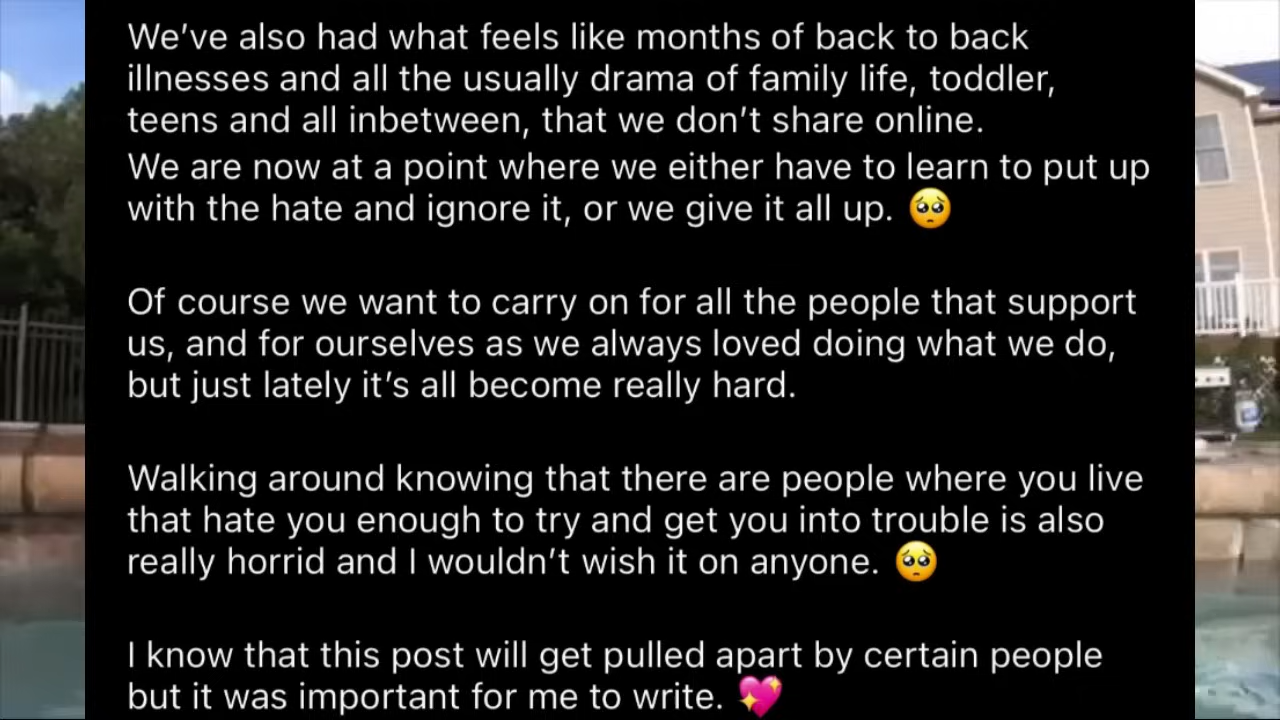 We've also had what feels like months of back to back
illnesses and all the usually drama of family life, toddler,
teens and all inbetween, that we don't share online.
We are now at a point where we either have to learn to put up
with the hate and ignore it, or we give it all up. 🥺
Of course we want to carry on for all the people that support
us, and for ourselves as we always loved doing what we do,
but just lately it's all become really hard.
Walking around knowing that there are people where you live
that hate you enough to try and get you into trouble is also
really horrid and I wouldn't wish it on anyone. 🥺
I know that this post will get pulled apart by certain people
but it was important for me to write. 💖